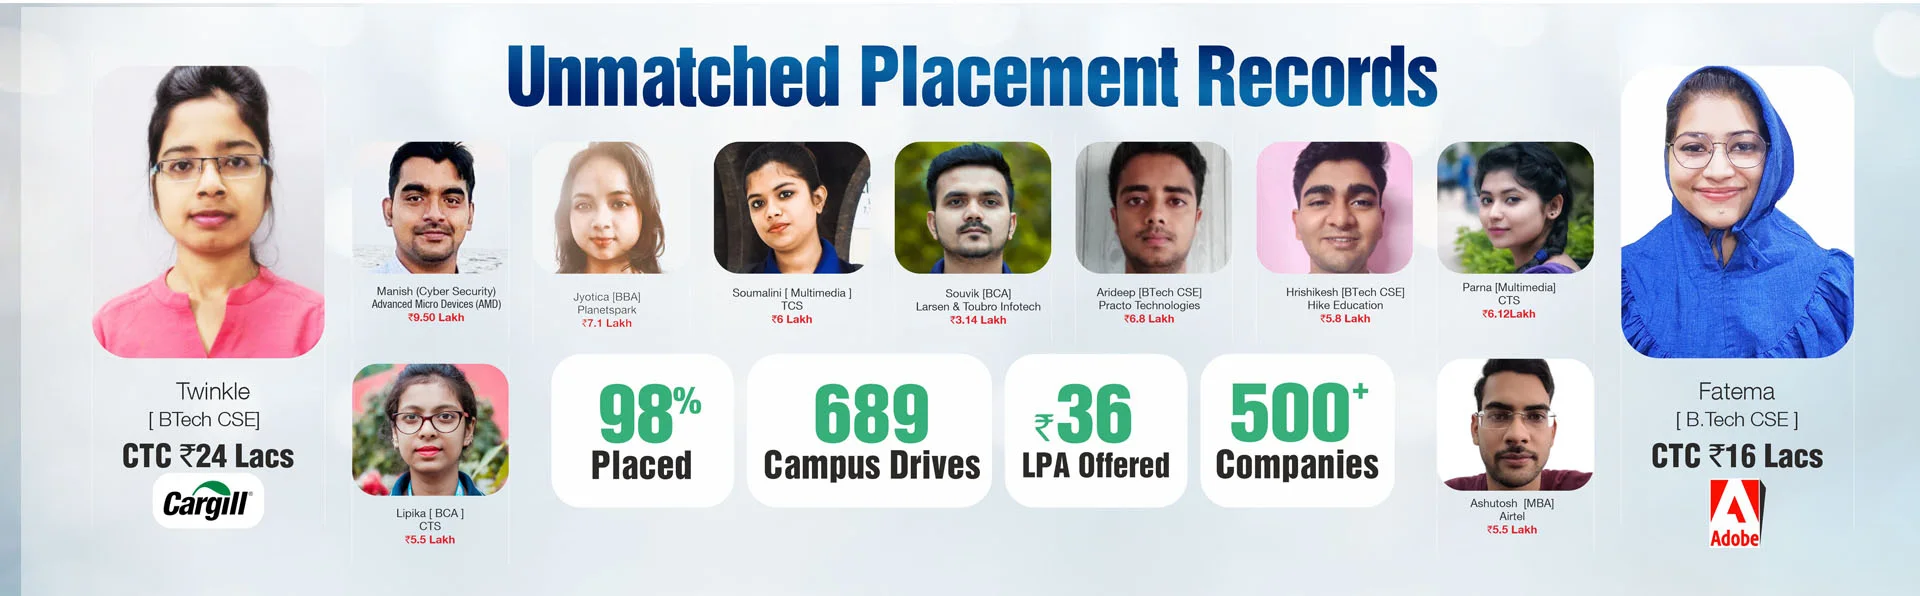 Unmatched Placement Records
Twinkle
[ BTech CSE]
CTC ₹24 Lacs
Cargill®
Manish (Cyber Security)
Advanced Micro Devices (AMD)
₹9.50 Lakh
Jyotica [BBA]
Planetspark
₹7.1 Lakh
Soumalini [ Multimedia ]
TCS
₹6 Lakh
Souvik [BCA]
Larsen & Toubro Infotech
₹3.14 Lakh
Arideep [BTech CSE]
Practo Technologies
₹6.8 Lakh
Hrishikesh [BTech CSE]
Hike Education
₹5.8 Lakh
Parna [Multimedia]
CTS
₹6.12Lakh
Lipika [ BCA ]
CTS
₹5.5 Lakh
98%
Placed
689
Campus Drives
₹36
LPA Offered
500+
Companies
Ashutosh [MBA]
Airtel
₹5.5 Lakh
Fatema
[ B.Tech CSE ]
CTC ₹16 Lacs
Adobe